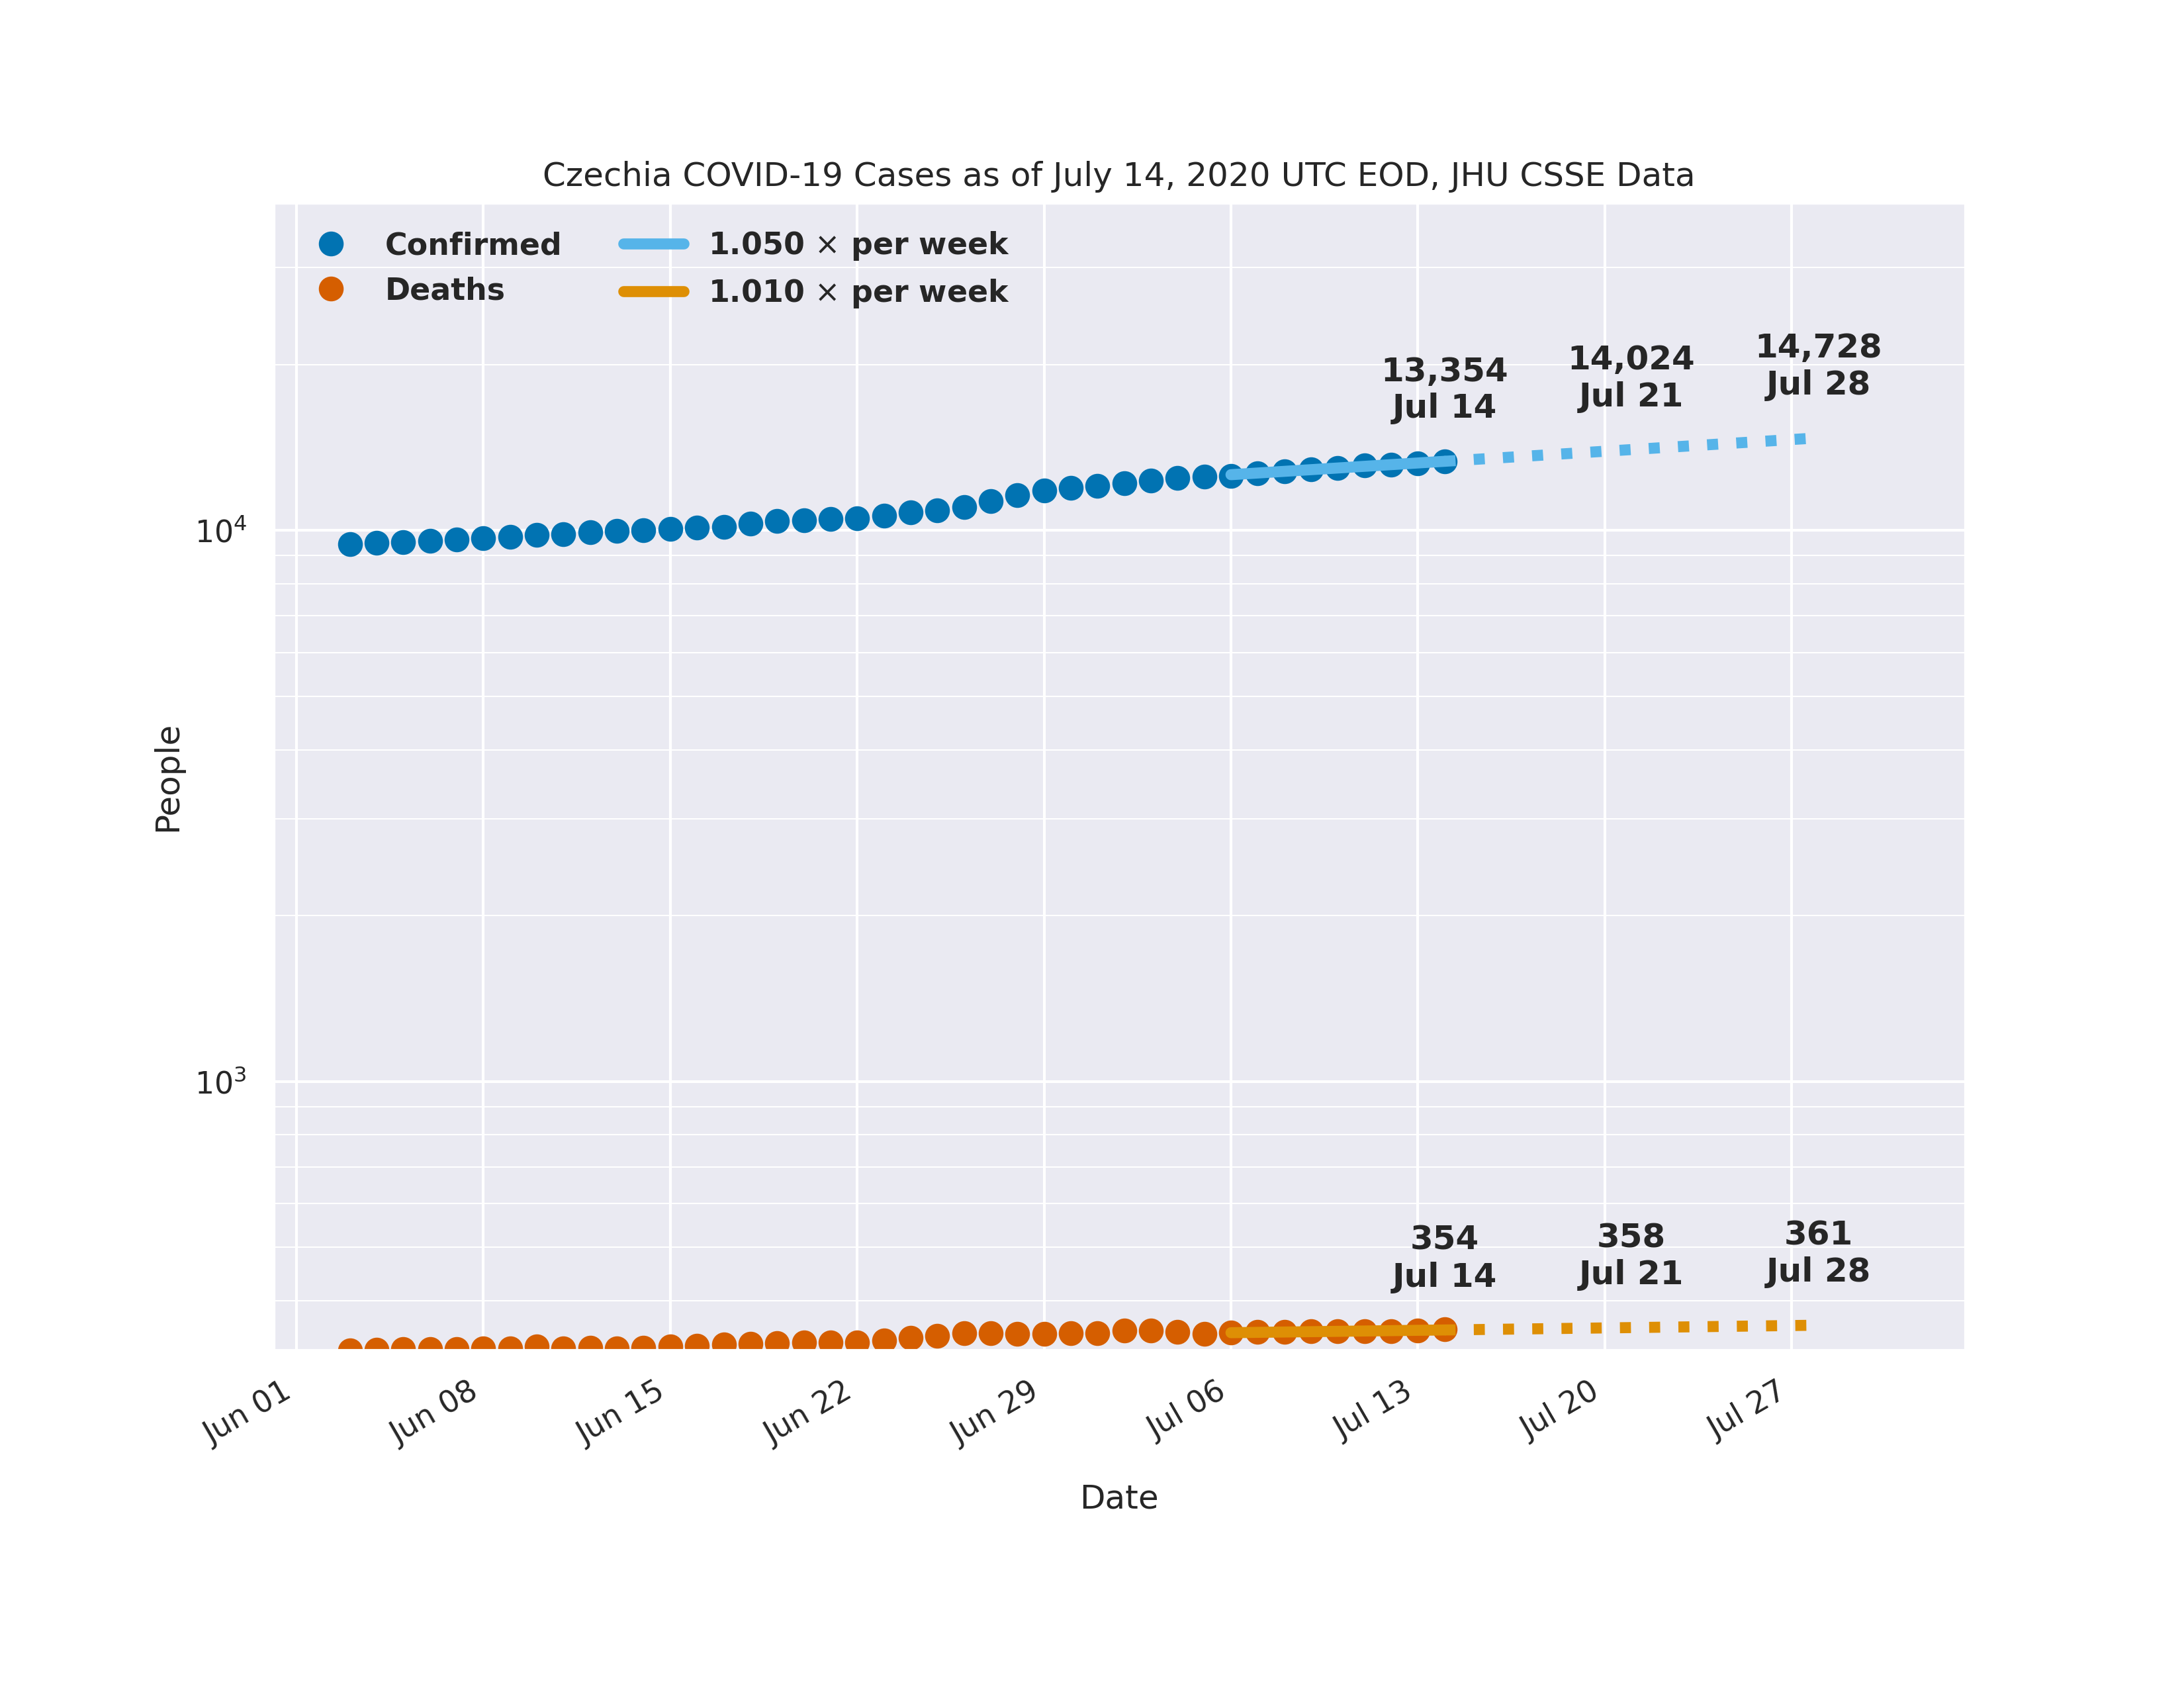 Czechia COVID-19 Cases as of July 14, 2020 UTC EOD, JHU CSSE Data
Confirmed
Deaths
1.050 × per week
1.010 × per week
13,354
Jul 14
14,024
Jul 21
14,728
Jul 28
10⁴
People
10³
354
Jul 14
358
Jul 21
361
Jul 28
Jun 01
Jun 08
Jun 15
Jun 22
Jun 29
Jul 06
Jul 13
Jul 20
Jul 27
Date